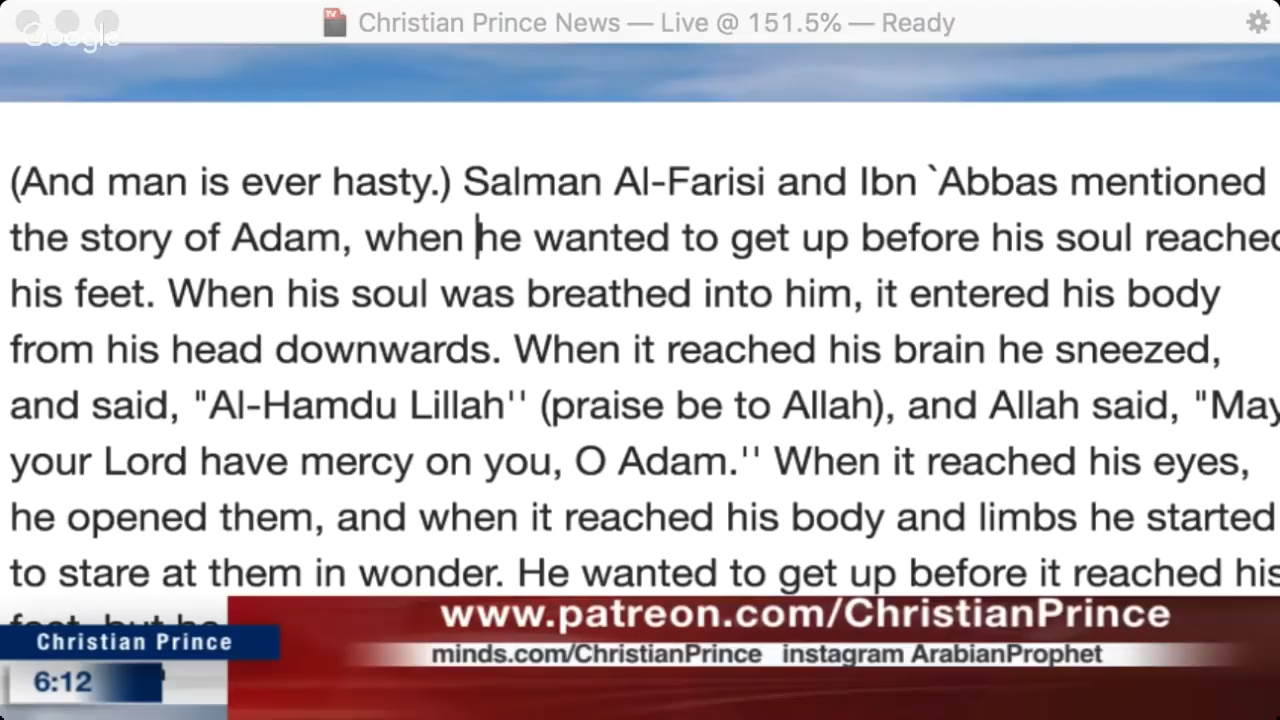 Christian Prince News — Live @ 151.5% — Ready
Google
(And man is ever hasty.) Salman Al-Farisi and Ibn `Abbas mentioned
the story of Adam, when he wanted to get up before his soul reached
his feet. When his soul was breathed into him, it entered his body
from his head downwards. When it reached his brain he sneezed,
and said, "Al-Hamdu Lillah'' (praise be to Allah), and Allah said, "May
your Lord have mercy on you, O Adam.'' When it reached his eyes,
he opened them, and when it reached his body and limbs he started
to stare at them in wonder. He wanted to get up before it reached his
feet, but he
www.patreon.com/ChristianPrince
Christian Prince
minds.com/ChristianPrince instagram ArabianProphet
6:12